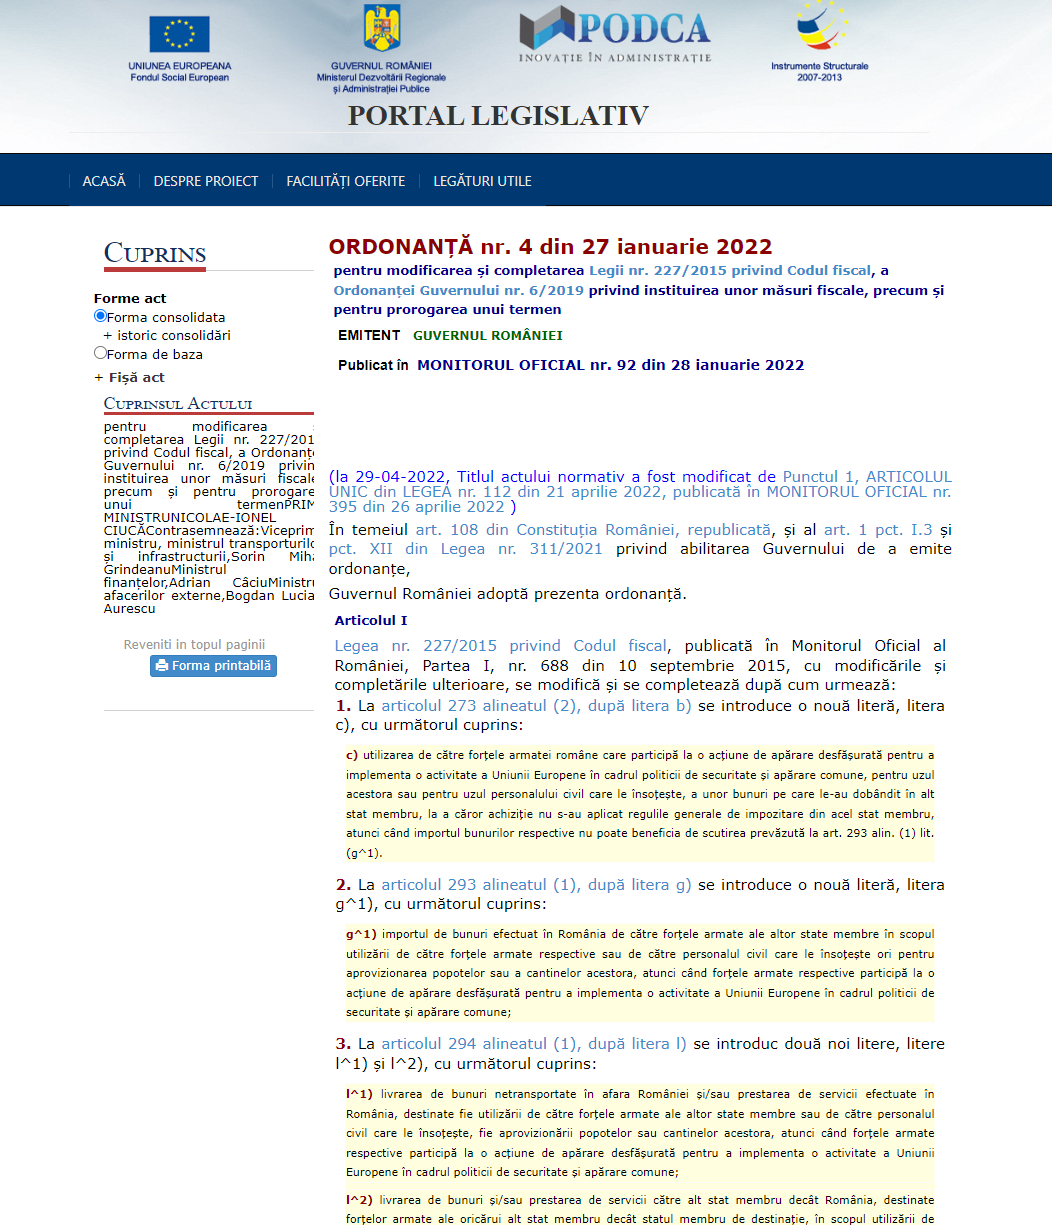 UNIUNEA EUROPEANA
Fondul Social European
GUVERNUL ROMÂNIEI
Ministerul Dezvoltării Regionale
și Administrației Publice
PODCA
INOVAȚIE ÎN ADMINISTRAȚIE
Instrumente Structurale
2007-2013
PORTAL LEGISLATIV
ACASĂ
DESPRE PROIECT
FACILITĂȚI OFERITE
LEGĂTURI UTILE
Cuprins
Forme act
Forma consolidata
+ istoric consolidări
Forma de baza
+ Fișă act
Cuprinsul Actului
pentru modificarea
completarea Legii nr. 227/201
privind Codul fiscal, a Ordonanț
Guvernului nr. 6/2019 privin
instituirea unor măsuri fiscale
precum și pentru prorogare
unui termenPRIM
MINISTRUNICOLAE-IONEL
CIUCĂContrasemnează:Viceprim
ministru, ministrul transporturilo
și infrastructurii,Sorin Miha
GrindeanuMinistrul
finanțelor,Adrian CâciuMinistru
afacerilor externe,Bogdan Lucia
Aurescu
Reveniti in topul paginii
Forma printabilă
ORDONANȚĂ nr. 4 din 27 ianuarie 2022
pentru modificarea și completarea Legii nr. 227/2015 privind Codul fiscal, a
Ordonanței Guvernului nr. 6/2019 privind instituirea unor măsuri fiscale, precum și
pentru prorogarea unui termen
EMITENT GUVERNUL ROMÂNIEI
Publicat în MONITORUL OFICIAL nr. 92 din 28 ianuarie 2022
(la 29-04-2022, Titlul actului normativ a fost modificat de Punctul 1, ARTICOLUL
UNIC din LEGEA nr. 112 din 21 aprilie 2022, publicată în MONITORUL OFICIAL nr.
395 din 26 aprilie 2022 )
În temeiul art. 108 din Constituția României, republicată, și al art. 1 pct. I.3 și
pct. XII din Legea nr. 311/2021 privind abilitarea Guvernului de a emite
ordonanțe,
Guvernul României adoptă prezenta ordonanță.
Articolul I
Legea nr. 227/2015 privind Codul fiscal, publicată în Monitorul Oficial al
României, Partea I, nr. 688 din 10 septembrie 2015, cu modificările și
completările ulterioare, se modifică și se completează după cum urmează:
1. La articolul 273 alineatul (2), după litera b) se introduce o nouă literă, litera
c), cu următorul cuprins:
c) utilizarea de către forțele armatei române care participă la o acțiune de apărare desfășurată pentru a
implementa o activitate a Uniunii Europene în cadrul politicii de securitate și apărare comune, pentru uzul
acestora sau pentru uzul personalului civil care le însoțește, a unor bunuri pe care le-au dobândit în alt
stat membru, la a căror achiziție nu s-au aplicat regulile generale de impozitare din acel stat membru,
atunci când importul bunurilor respective nu poate beneficia de scutirea prevăzută la art. 293 alin. (1) lit.
(g^1).
2. La articolul 293 alineatul (1), după litera g) se introduce o nouă literă, litera
g^1), cu următorul cuprins:
g^1) importul de bunuri efectuat în România de către forțele armate ale altor state membre în scopul
utilizării de către forțele armate respective sau de către personalul civil care le însoțește ori pentru
aprovizionarea popotelor sau a cantinelor acestora, atunci când forțele armate respective participă la o
acțiune de apărare desfășurată pentru a implementa o activitate a Uniunii Europene în cadrul politicii de
securitate și apărare comune;
3. La articolul 294 alineatul (1), după litera l) se introduc două noi litere, litere
l^1) și l^2), cu următorul cuprins:
l^1) livrarea de bunuri netransportate în afara României și/sau prestarea de servicii efectuate în
România, destinate fie utilizării de către forțele armate ale altor state membre sau de către personalul
civil care le însoțește, fie aprovizionării popotelor sau cantinelor acestora, atunci când forțele armate
respective participă la o acțiune de apărare desfășurată pentru a implementa o activitate a Uniunii
Europene în cadrul politicii de securitate și apărare comune;
l^2) livrarea de bunuri și/sau prestarea de servicii către alt stat membru decât România, destinate
forțelor armate ale oricărui alt stat membru decât statul membru de destinație, în scopul utilizării de